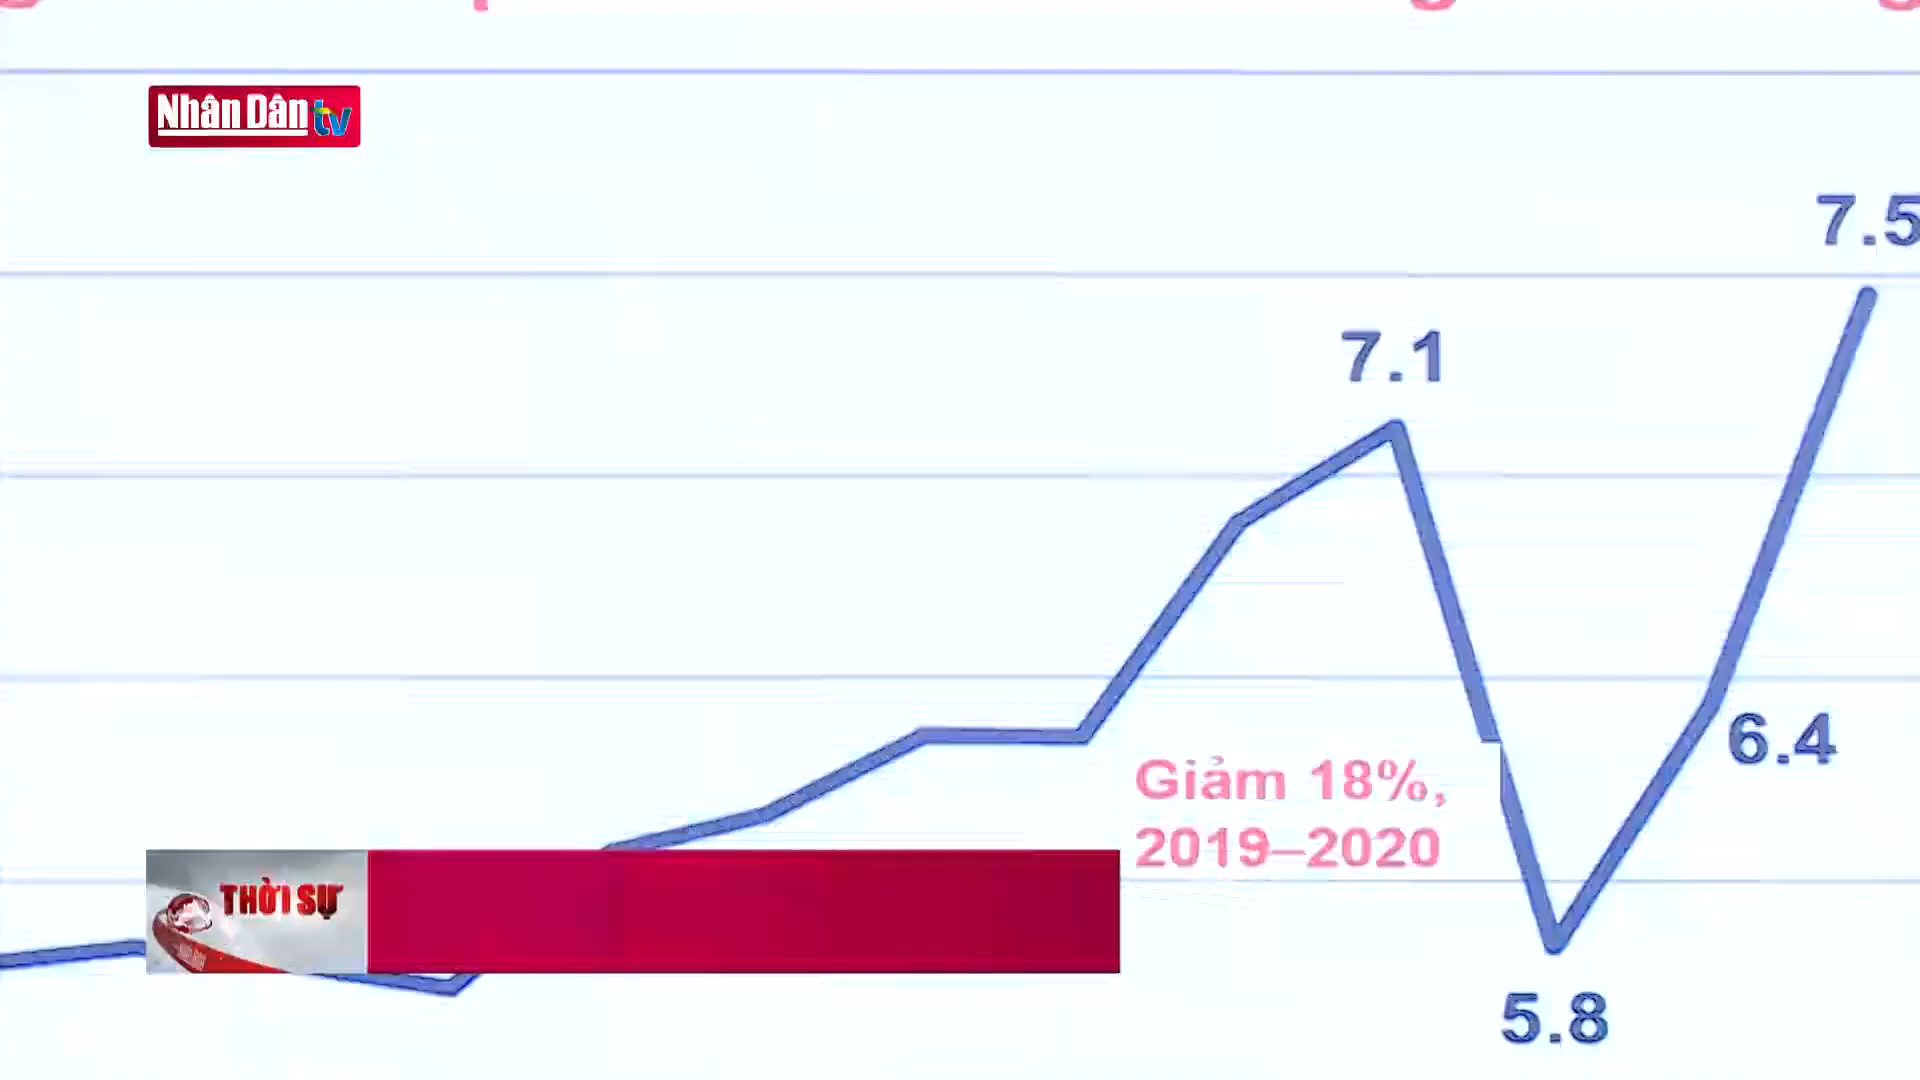 Nhân Dân tv
7.5
7.1
6.4
Giảm 18%,
2019–2020
THỜI SỰ
5.8